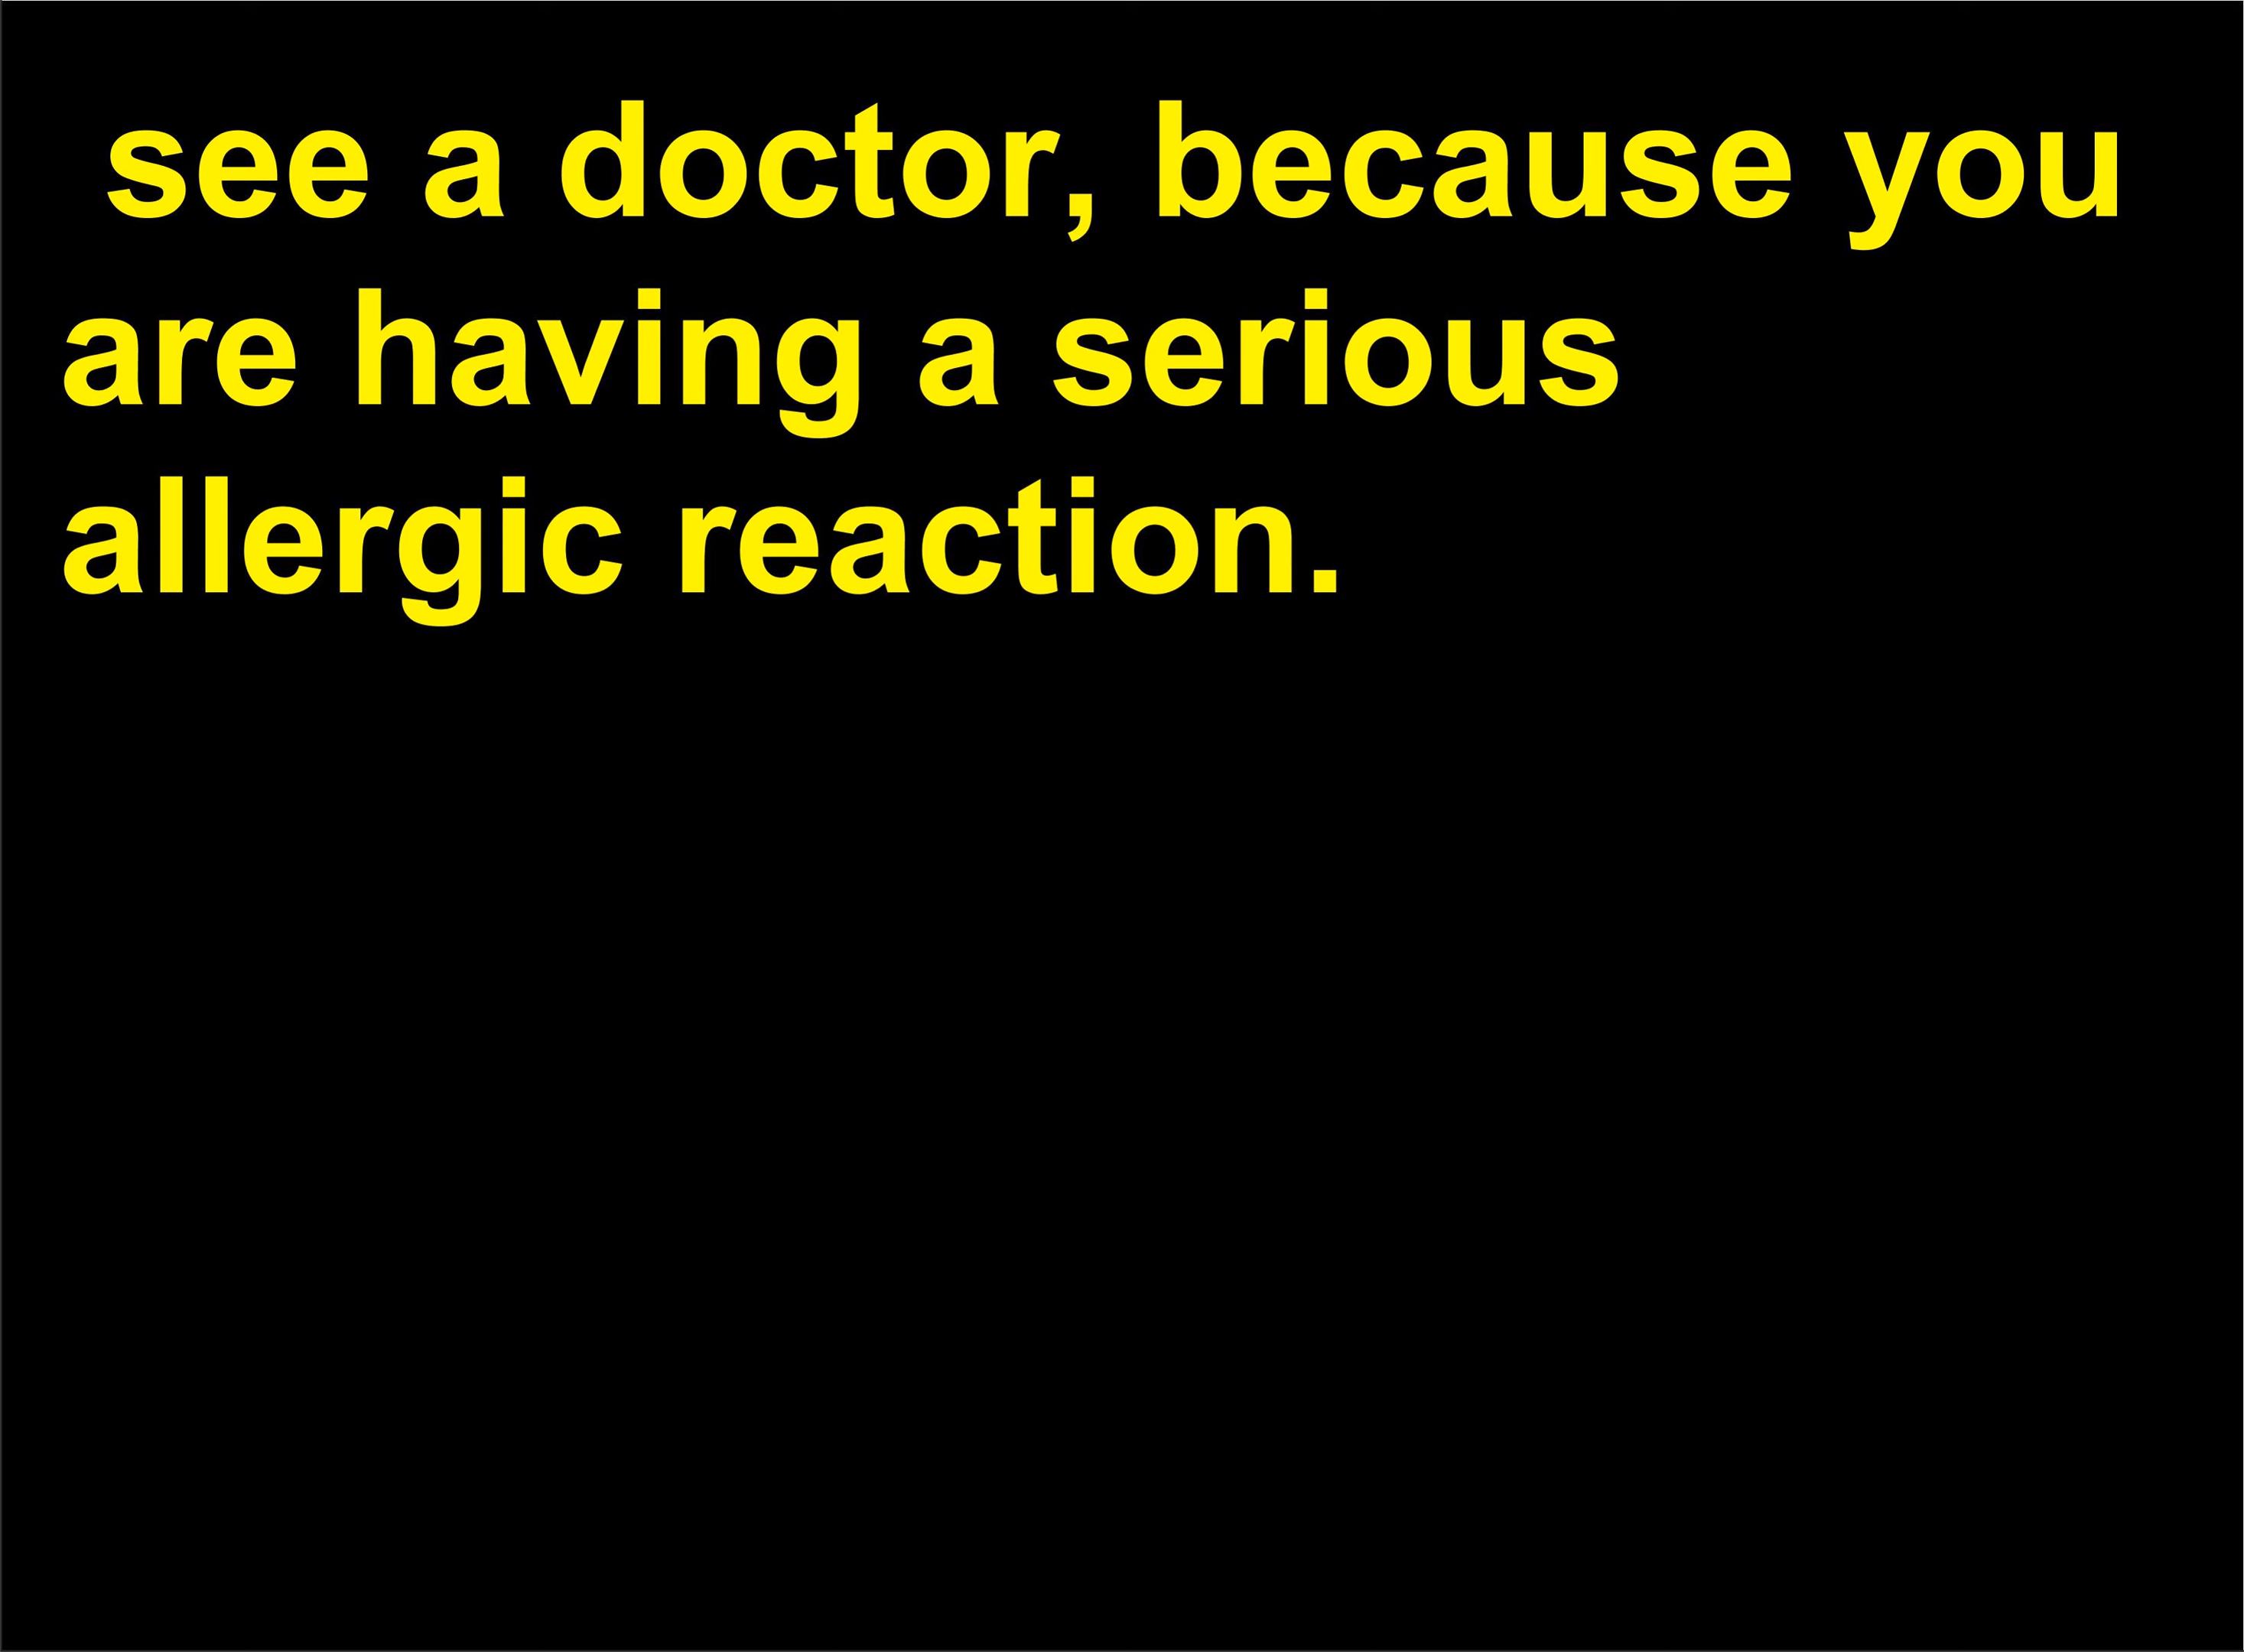 see a doctor, because you
are having a serious
allergic reaction.